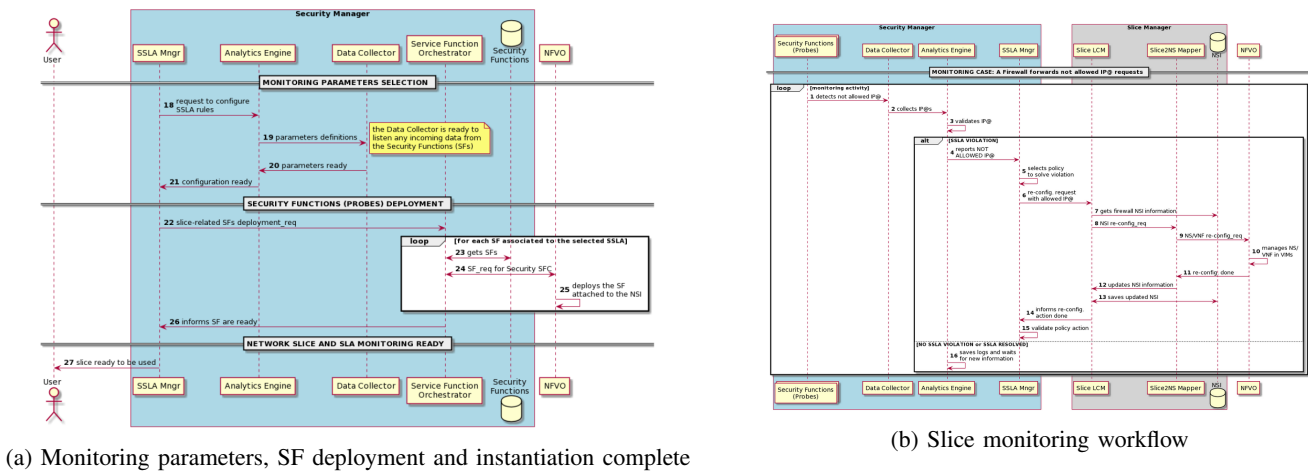 Security Manager
User
SSLA Mngr
Analytics Engine
Data Collector
Service Function
Orchestrator
Security
Functions
NFVO
MONITORING PARAMETERS SELECTION
18 request to configure
SSLA rules
19 parameters definitions
the Data Collector is ready to
listen any incoming data from
the Security Functions (SFs)
20 parameters ready
21 configuration ready
SECURITY FUNCTIONS (PROBES) DEPLOYMENT
22 slice-related SFs deployment_req
loop [for each SF associated to the selected SSLA]
23 gets SFs
24 SF_req for Security SFC
25 deploys the SF
attached to the NSI
26 informs SF are ready
NETWORK SLICE AND SLA MONITORING READY
27 slice ready to be used
User
SSLA Mngr
Analytics Engine
Data Collector
Service Function
Orchestrator
Security
Functions
NFVO
(a) Monitoring parameters, SF deployment and instantiation complete
Security Manager
Slice Manager
Security Functions
(Probes)
Data Collector
Analytics Engine
SSLA Mngr
Slice LCM
Slice2NS Mapper
NSI
NFVO
MONITORING CASE: A Firewall forwards not allowed IP@ requests
loop [monitoring activity]
1 detects not allowed IP@
2 collects IP@s
3 validates IP@
alt [SSLA VIOLATION]
4 reports NOT
ALLOWED IP@
5 selects policy
to solve violation
6 re-config. request
with allowed IP@
7 gets firewall NSI information
8 NSI re-config_req
9 NS/VNF re-config_req
10 manages NS/
VNF in VIMs
11 re-config. done
12 updates NSI information
13 saves updated NSI
14 informs re-config.
action done
15 validate policy action
[NO SSLA VIOLATION or SSLA RESOLVED]
16 saves logs and waits
for new information
Security Functions
(Probes)
Data Collector
Analytics Engine
SSLA Mngr
Slice LCM
Slice2NS Mapper
NSI
NFVO
(b) Slice monitoring workflow